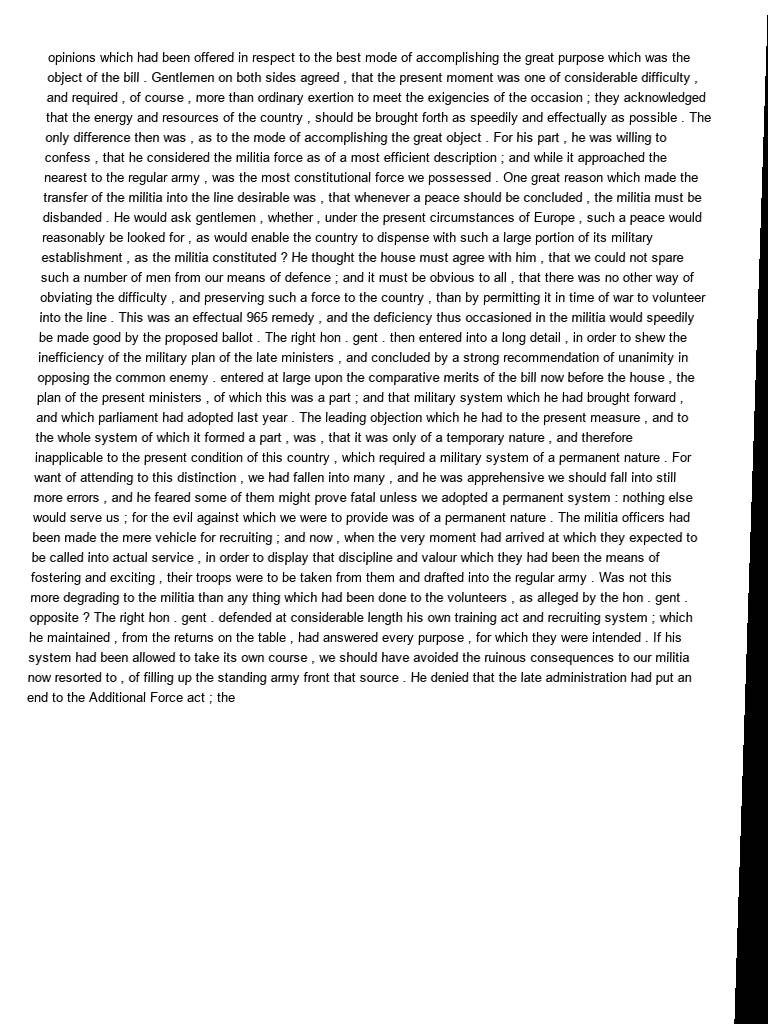 opinions which had been offered in respect to the best mode of accomplishing the great purpose which was the
object of the bill . Gentlemen on both sides agreed , that the present moment was one of considerable difficulty ,
and required , of course , more than ordinary exertion to meet the exigencies of the occasion ; they acknowledged
that the energy and resources of the country , should be brought forth as speedily and effectually as possible . The
only difference then was , as to the mode of accomplishing the great object . For his part , he was willing to
confess , that he considered the militia force as of a most efficient description ; and while it approached the
nearest to the regular army , was the most constitutional force we possessed . One great reason which made the
transfer of the militia into the line desirable was , that whenever a peace should be concluded , the militia must be
disbanded . He would ask gentlemen , whether , under the present circumstances of Europe , such a peace would
reasonably be looked for , as would enable the country to dispense with such a large portion of its military
establishment , as the militia constituted ? He thought the house must agree with him , that we could not spare
such a number of men from our means of defence ; and it must be obvious to all , that there was no other way of
obviating the difficulty , and preserving such a force to the country , than by permitting it in time of war to volunteer
into the line . This was an effectual 965 remedy , and the deficiency thus occasioned in the militia would speedily
be made good by the proposed ballot . The right hon . gent . then entered into a long detail , in order to shew the
inefficiency of the military plan of the late ministers , and concluded by a strong recommendation of unanimity in
opposing the common enemy . entered at large upon the comparative merits of the bill now before the house , the
plan of the present ministers , of which this was a part ; and that military system which he had brought forward ,
and which parliament had adopted last year . The leading objection which he had to the present measure , and to
the whole system of which it formed a part , was , that it was only of a temporary nature , and therefore
inapplicable to the present condition of this country , which required a military system of a permanent nature . For
want of attending to this distinction , we had fallen into many , and he was apprehensive we should fall into still
more errors , and he feared some of them might prove fatal unless we adopted a permanent system : nothing else
would serve us ; for the evil against which we were to provide was of a permanent nature . The militia officers had
been made the mere vehicle for recruiting ; and now , when the very moment had arrived at which they expected to
be called into actual service , in order to display that discipline and valour which they had been the means of
fostering and exciting , their troops were to be taken from them and drafted into the regular army . Was not this
more degrading to the militia than any thing which had been done to the volunteers , as alleged by the hon . gent .
opposite ? The right hon . gent . defended at considerable length his own training act and recruiting system ; which
he maintained , from the returns on the table , had answered every purpose , for which they were intended . If his
system had been allowed to take its own course , we should have avoided the ruinous consequences to our militia
now resorted to , of filling up the standing army front that source . He denied that the late administration had put an
end to the Additional Force act ; the